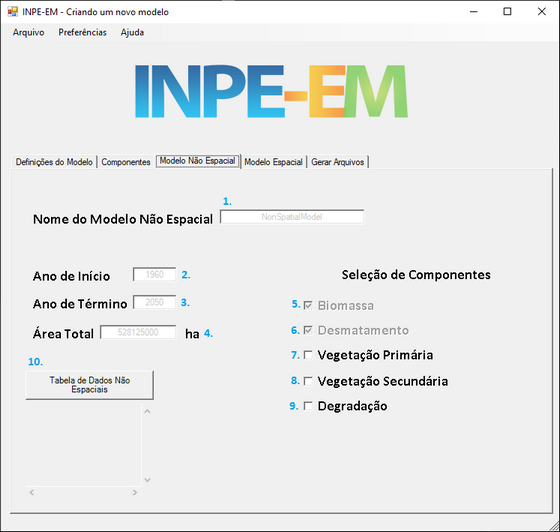 INPE-EM - Criando um novo modelo
Arquivo Preferências Ajuda
INPE-EM
Definições do Modelo Componentes Modelo Não Espacial Modelo Espacial Gerar Arquivos
1.
Nome do Modelo Não Espacial NonSpatialModel
Ano de Início 1960 2.
Seleção de Componentes
Ano de Término 2050 3.
5. Biomassa
Área Total 528125000 ha 4.
6. Desmatamento
7. Vegetação Primária
10.
Tabela de Dados Não
Espaciais
8. Vegetação Secundária
9. Degradação